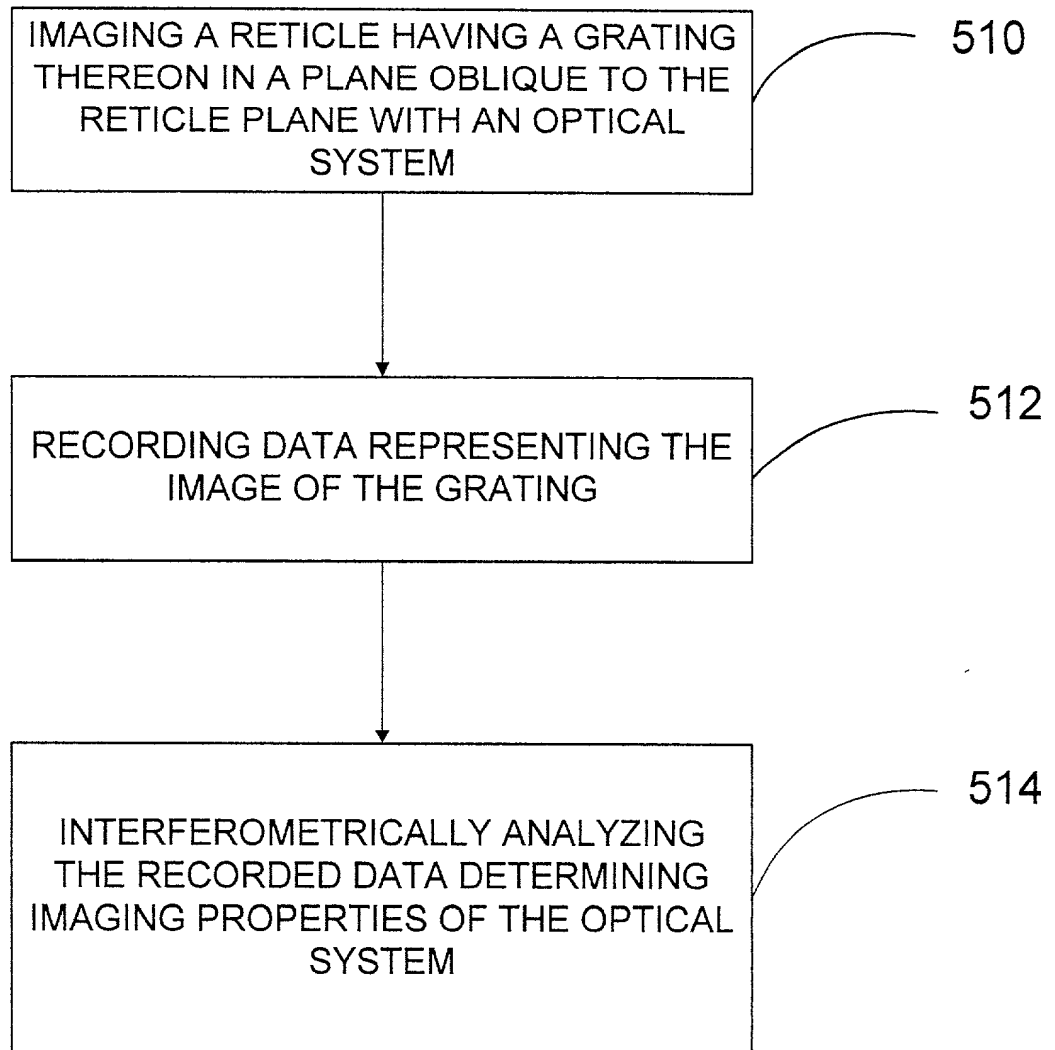 IMAGING A RETICLE HAVING A GRATING
THEREON IN A PLANE OBLIQUE TO THE
RETICLE PLANE WITH AN OPTICAL
SYSTEM
510
RECORDING DATA REPRESENTING THE
IMAGE OF THE GRATING
512
INTERFEROMETRICALLY ANALYZING
THE RECORDED DATA DETERMINING
IMAGING PROPERTIES OF THE OPTICAL
SYSTEM
514